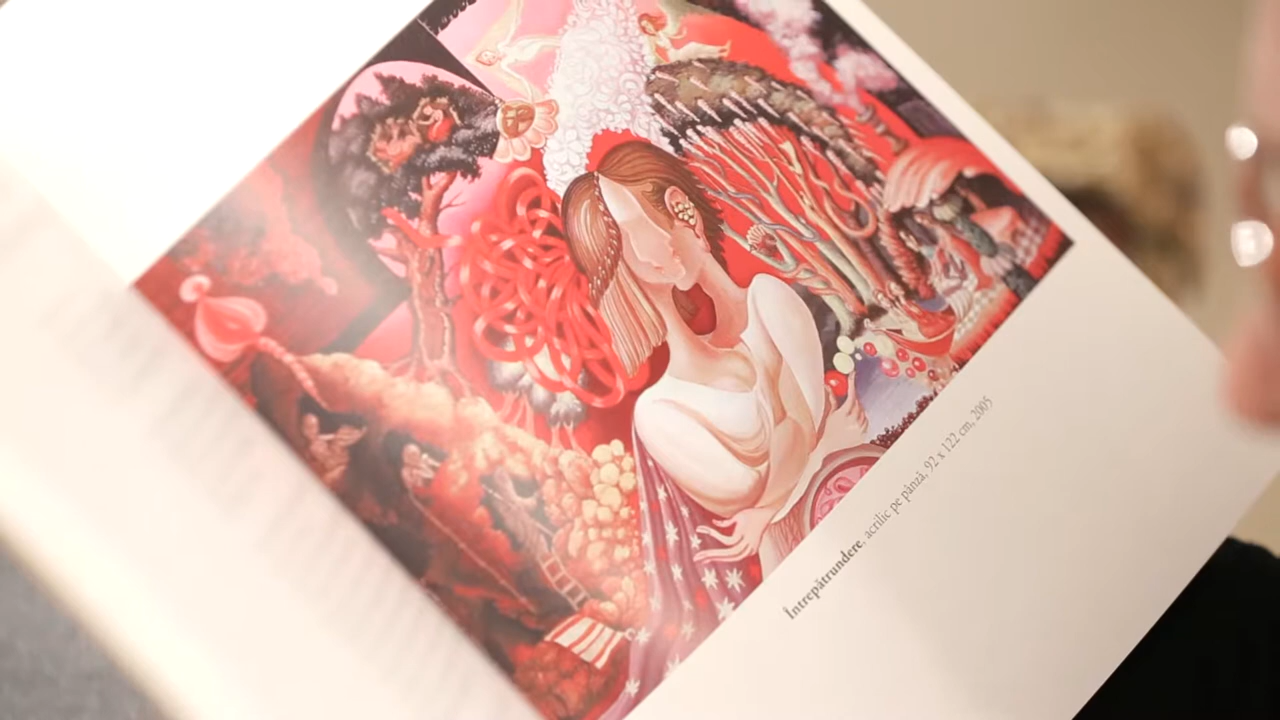 Întrepătrundere, acrilic pe pânză, 92 x 122 cm, 2005